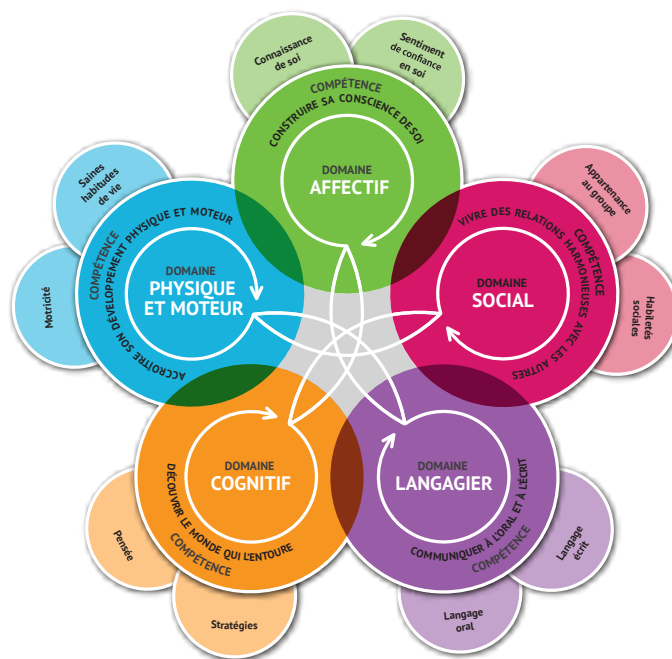 Connaissance
de soi
Sentiment
de confiance
en soi
COMPÉTENCE
CONSTRUIRE SA CONSCIENCE DE SOI
DOMAINE
AFFECTIF
Appartenance
au groupe
Habiletés
sociales
COMPÉTENCE
VIVRE DES RELATIONS HARMONIEUSES AVEC LES AUTRES
DOMAINE
SOCIAL
Langage
écrit
Langage
oral
COMMUNIQUER À L'ORAL ET À L'ÉCRIT
COMPÉTENCE
DOMAINE
LANGAGIER
Stratégies
Pensée
DÉCOUVRIR LE MONDE QUI L'ENTOURE
COMPÉTENCE
DOMAINE
COGNITIF
Motricité
Saines
habitudes
de vie
COMPÉTENCE
ACCROÎTRE SON DÉVELOPPEMENT PHYSIQUE ET MOTEUR
DOMAINE
PHYSIQUE
ET MOTEUR